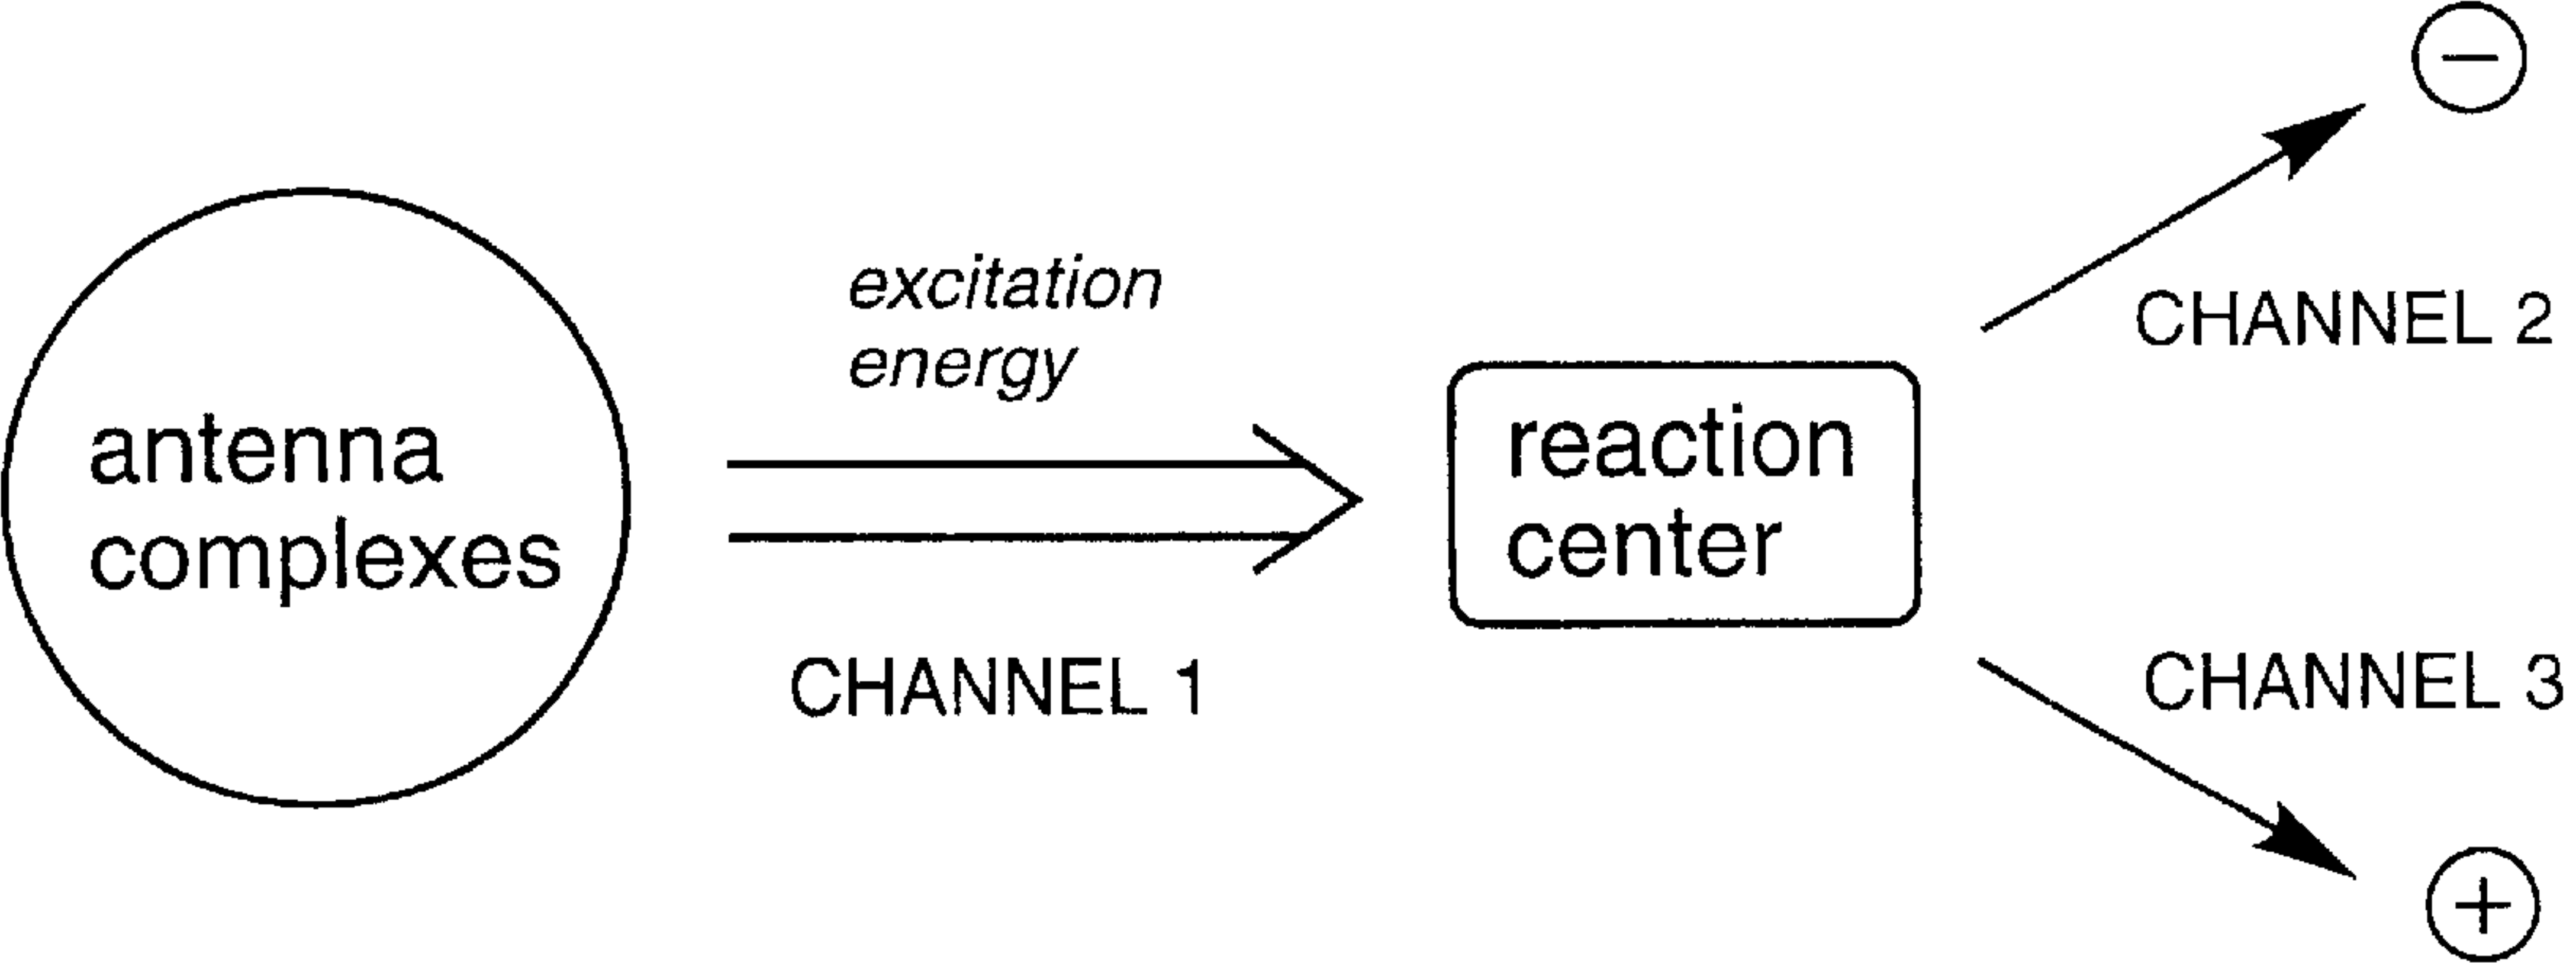 antenna
complexes
excitation
energy
CHANNEL 1
reaction
center
−
CHANNEL 2
CHANNEL 3
+